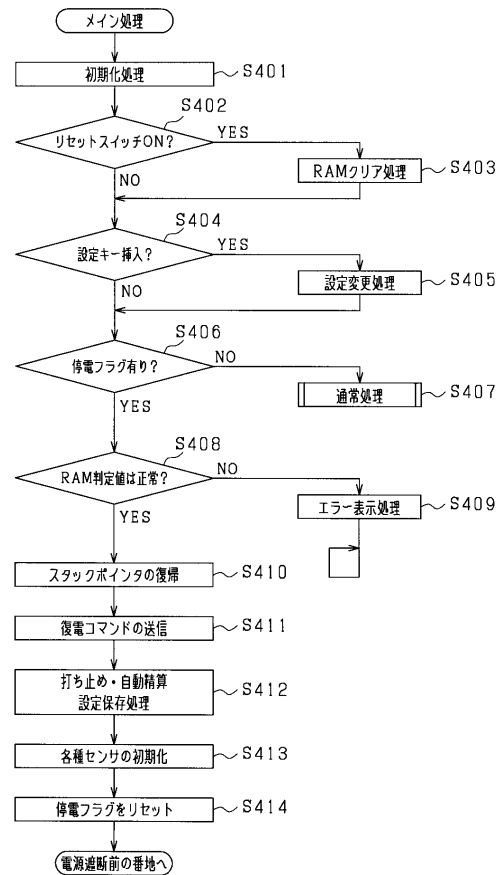 メイン処理
初期化処理
S401
S402
リセットスイッチON?
YES
NO
RAMクリア処理
S403
S404
設定キー挿入?
YES
NO
設定変更処理
S405
S406
停電フラグ有り?
NO
YES
通常処理
S407
S408
RAM判定値は正常?
NO
YES
エラー表示処理
S409
スタックポインタの復帰
S410
復電コマンドの送信
S411
打ち止め・自動精算
設定保存処理
S412
各種センサの初期化
S413
停電フラグをリセット
S414
電源遮断前の番地へ